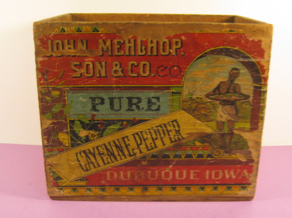 JOHN MEHLHOP.
SON & CO.
PURE
CAYENNE PEPPER
DUBUQUE IOWA